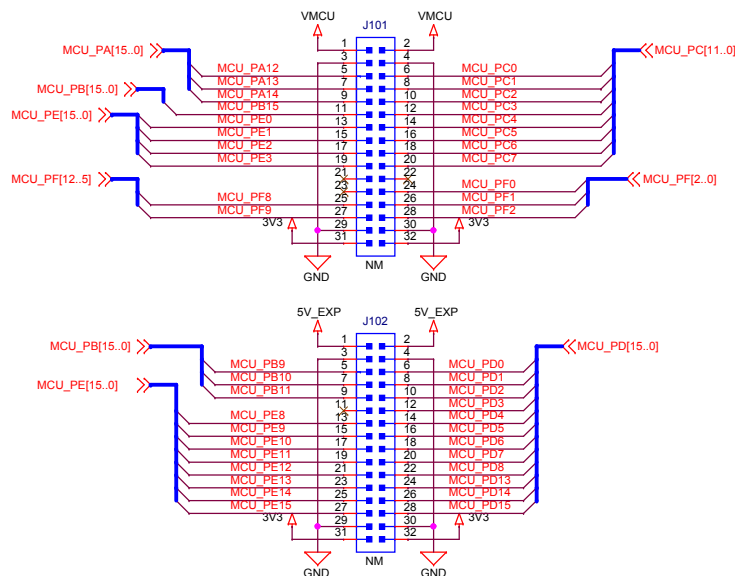 VMCU J101 VMCU
MCU_PA[15..0] 1 2 MCU_PC[11..0]
3 4
MCU_PA12 5 6 MCU_PC0
MCU_PA13 7 8 MCU_PC1
MCU_PB[15..0] MCU_PA14 9 10 MCU_PC2
MCU_PB15 11 12 MCU_PC3
MCU_PE[15..0] MCU_PE0 13 14 MCU_PC4
MCU_PE1 15 16 MCU_PC5
MCU_PE2 17 18 MCU_PC6
MCU_PE3 19 20 MCU_PC7
MCU_PF[12..5] 21 22 MCU_PF[2..0]
23 24 MCU_PF0
MCU_PF8 25 26 MCU_PF1
MCU_PF9 27 28 MCU_PF2
3V3 29 30 3V3
31 32
GND NM GND
5V_EXP J102 5V_EXP
MCU_PB[15..0] 1 2 MCU_PD[15..0]
3 4
MCU_PB9 5 6 MCU_PD0
MCU_PE[15..0] MCU_PB10 7 8 MCU_PD1
MCU_PB11 9 10 MCU_PD2
11 12 MCU_PD3
MCU_PE8 13 14 MCU_PD4
MCU_PE9 15 16 MCU_PD5
MCU_PE10 17 18 MCU_PD6
MCU_PE11 19 20 MCU_PD7
MCU_PE12 21 22 MCU_PD8
MCU_PE13 23 24 MCU_PD13
MCU_PE14 25 26 MCU_PD14
MCU_PE15 27 28 MCU_PD15
3V3 29 30 3V3
31 32
GND NM GND